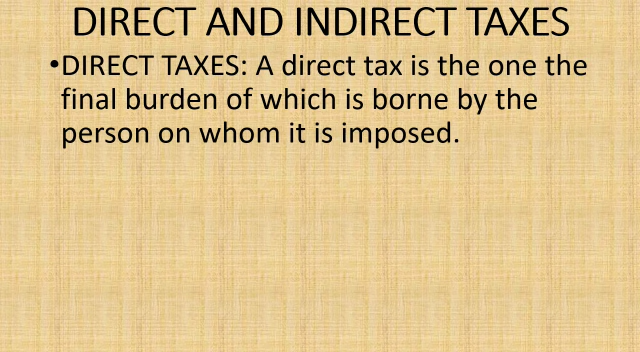 DIRECT AND INDIRECT TAXES
•DIRECT TAXES: A direct tax is the one the
final burden of which is borne by the
person on whom it is imposed.